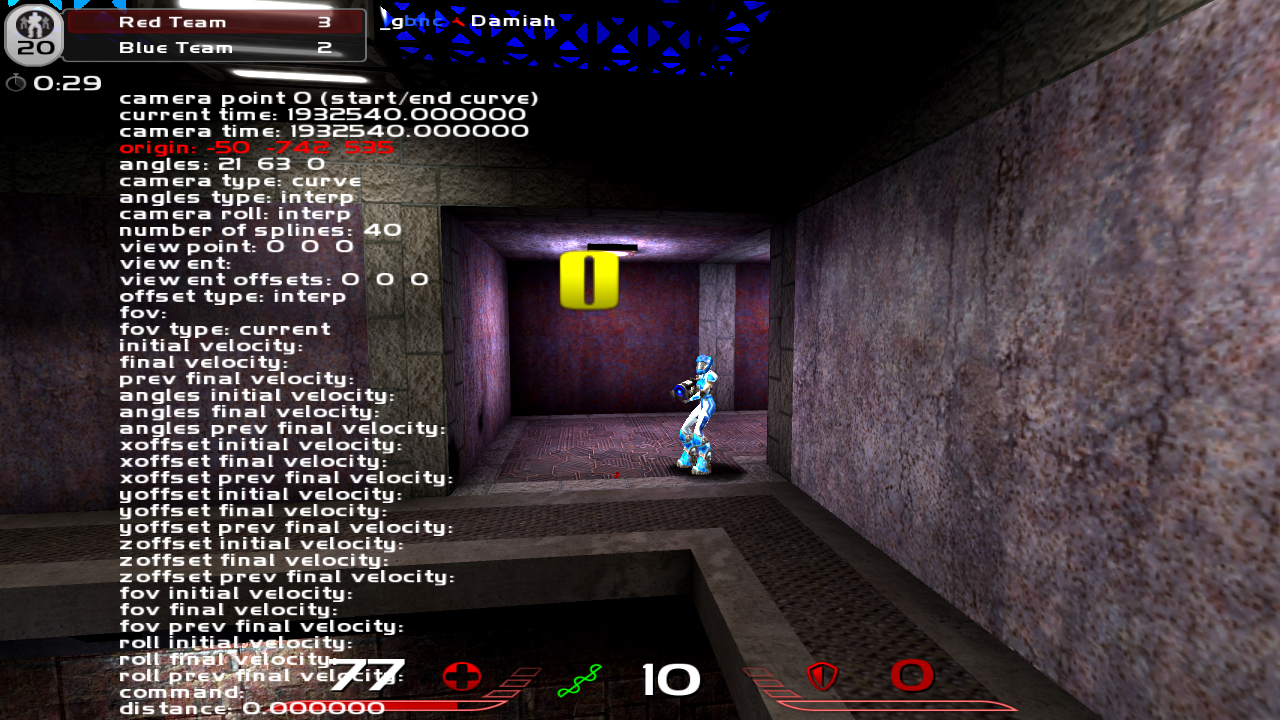 Red Team 3
Blue Team 2
20
_gbnc Damiah
0:29
camera point 0 (start/end curve)
current time: 1932540.000000
camera time: 1932540.000000
origin: -50 -742 535
angles: 21 63 0
camera type: curve
angles type: interp
camera roll: interp
number of splines: 40
view point: 0 0 0
view ent:
view ent offsets: 0 0 0
offset type: interp
fov:
fov type: current
initial velocity:
final velocity:
prev final velocity:
angles initial velocity:
angles final velocity:
angles prev final velocity:
xoffset initial velocity:
xoffset final velocity:
xoffset prev final velocity:
yoffset initial velocity:
yoffset final velocity:
yoffset prev final velocity:
zoffset initial velocity:
zoffset final velocity:
zoffset prev final velocity:
fov initial velocity:
fov final velocity:
fov prev final velocity:
roll initial velocity:
roll final velocity:
roll prev final velocity:
command:
distance: 0.000000
77 10 0